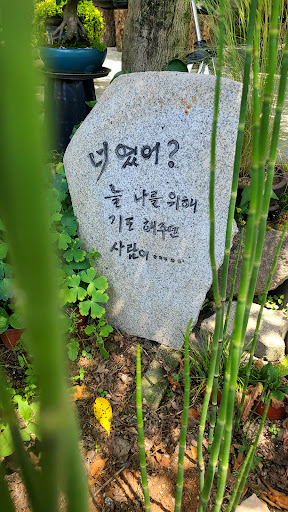 너였어?
늘 나를 위해
기도 해주던
사람이......